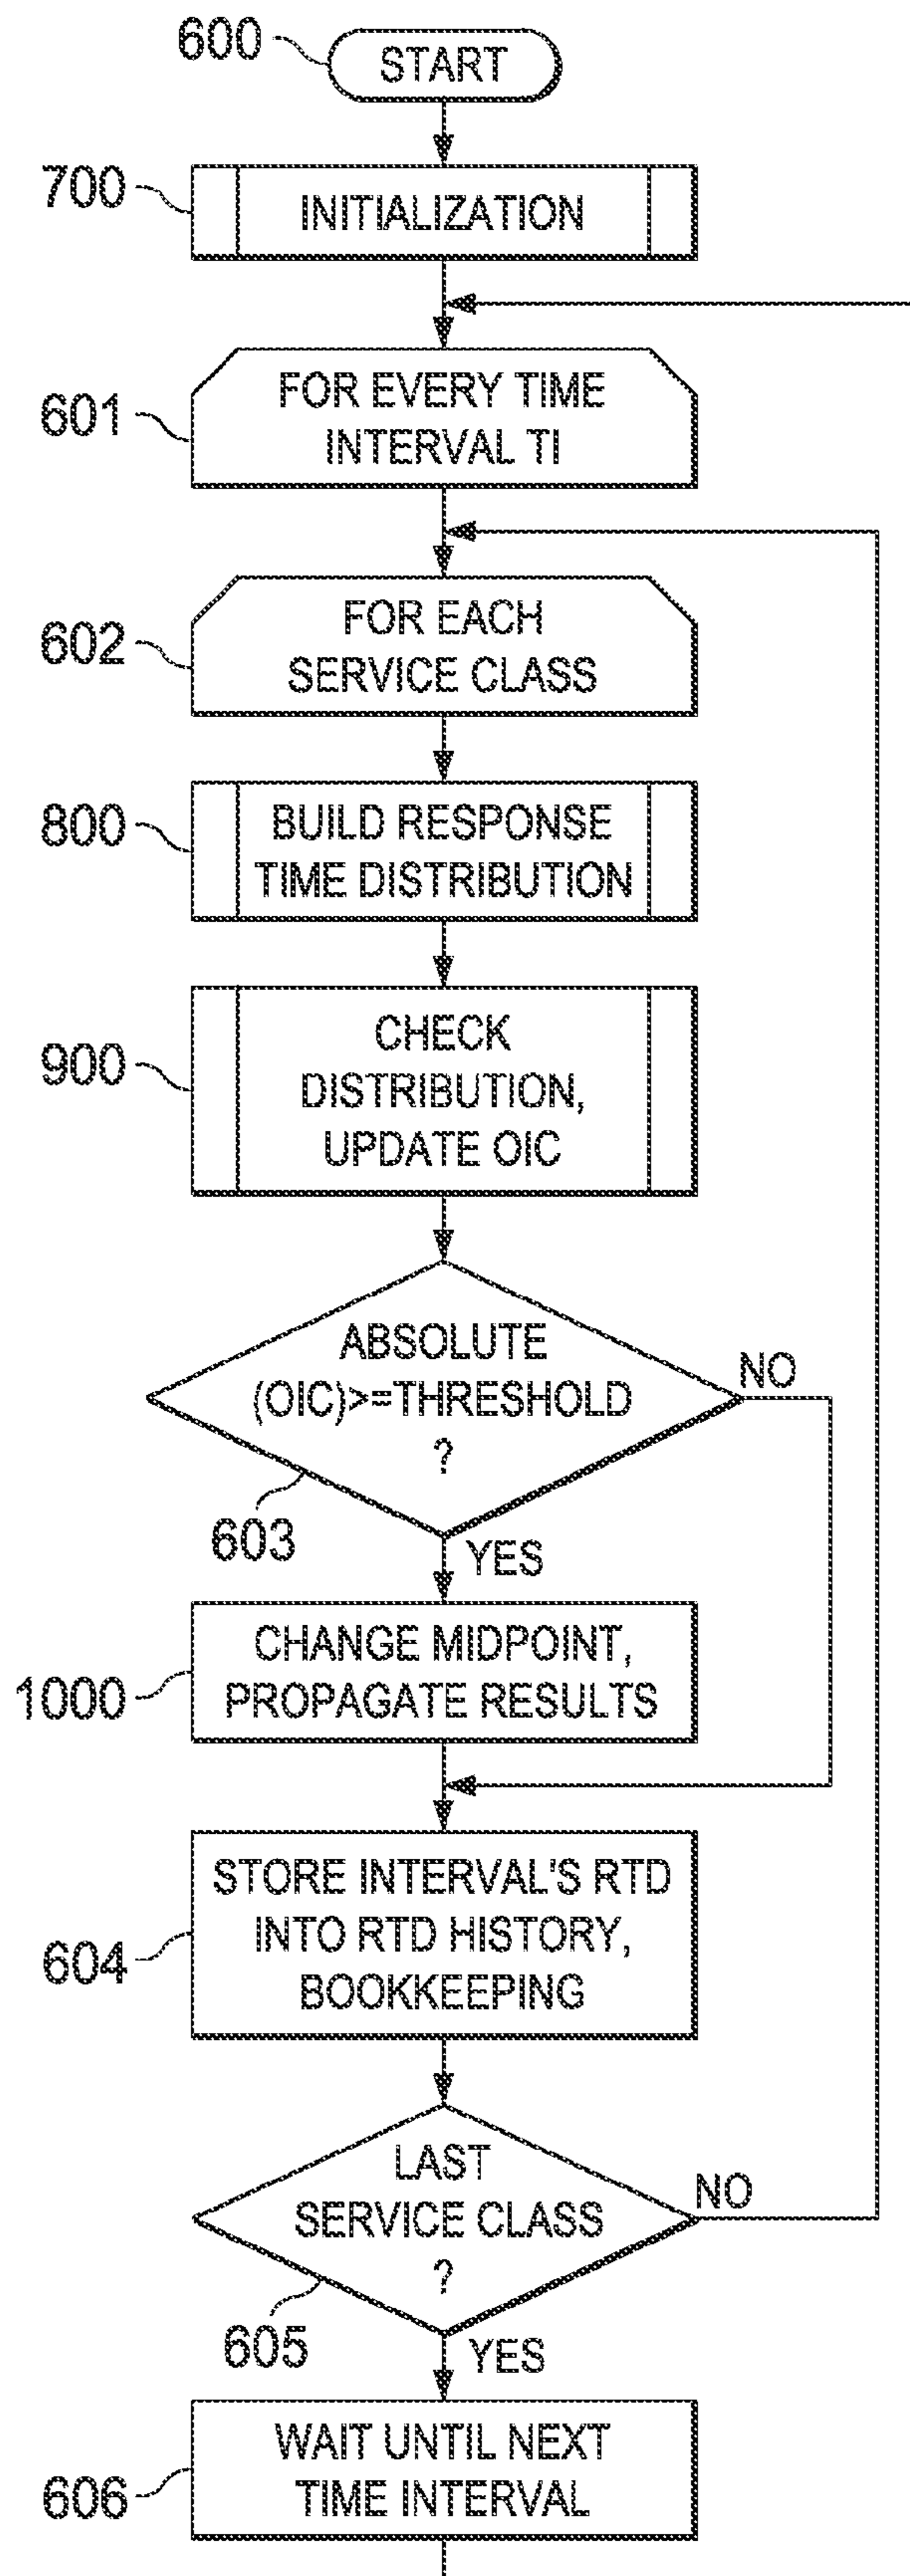 600
START
700
INITIALIZATION
601
FOR EVERY TIME
INTERVAL TI
602
FOR EACH
SERVICE CLASS
800
BUILD RESPONSE
TIME DISTRIBUTION
900
CHECK
DISTRIBUTION,
UPDATE OIC
ABSOLUTE
(OIC)>=THRESHOLD
?
NO
603
YES
1000
CHANGE MIDPOINT,
PROPAGATE RESULTS
604
STORE INTERVAL'S RTD
INTO RTD HISTORY,
BOOKKEEPING
LAST
SERVICE CLASS
?
NO
605
YES
606
WAIT UNTIL NEXT
TIME INTERVAL